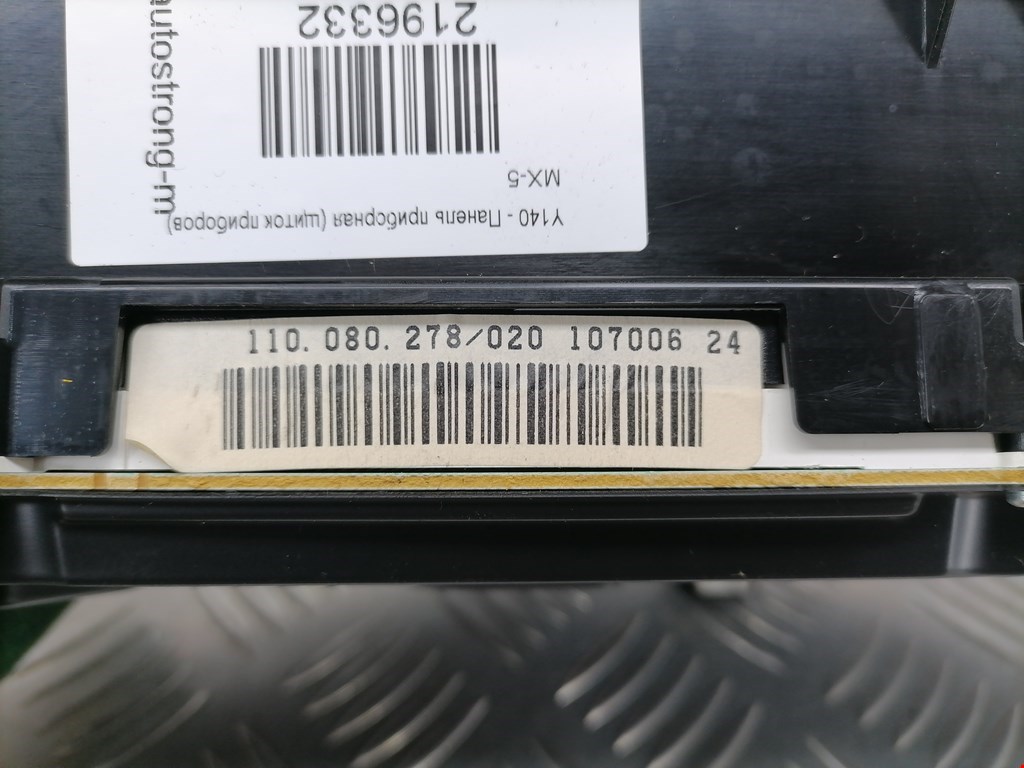 autostrong-m
2196332
MX-5
Y140 - Панель приборная (щиток приборов)
110.080.278/020 107006 24